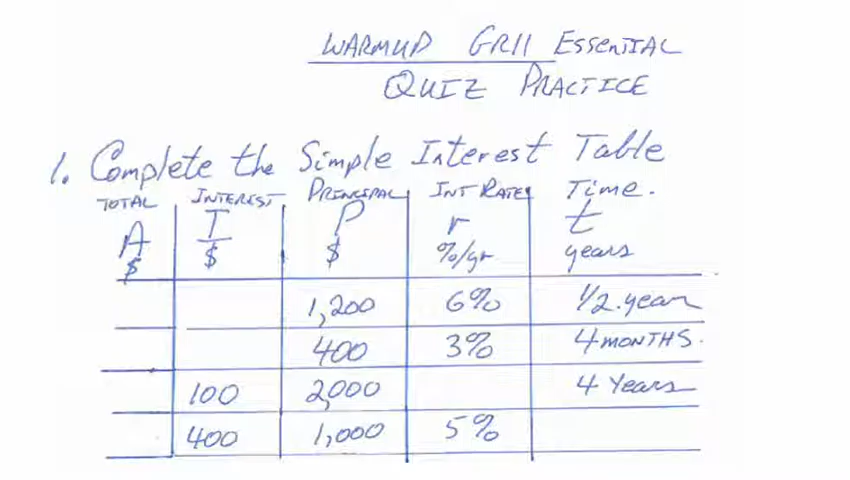 WARMUP GR11 ESSENTIAL
QUIZ PRACTICE
1. Complete the Simple Interest Table
TOTAL INTEREST PRINCIPAL INT RATE TIME.
A I P r t
$ $ $ %/yr years
1,200 6% 1/2 year
400 3% 4 MONTHS.
100 2,000 4 Years
400 1,000 5%